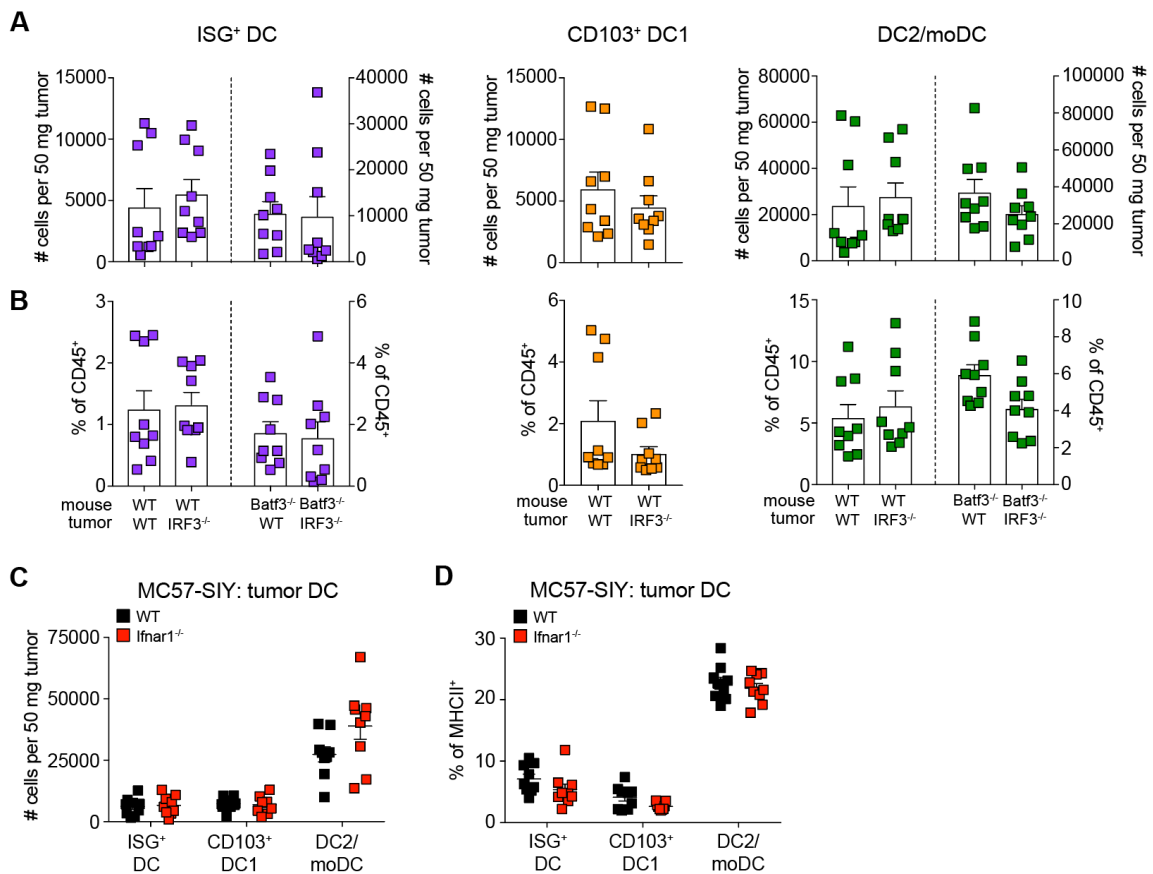 A
ISG⁺ DC
CD103⁺ DC1
DC2/moDC
# cells per 50 mg tumor
15000
10000
5000
0
40000
30000
20000
10000
0
# cells per 50 mg tumor
# cells per 50 mg tumor
15000
10000
5000
0
# cells per 50 mg tumor
80000
60000
40000
20000
0
100000
80000
60000
40000
20000
0
# cells per 50 mg tumor
B
% of CD45⁺
3
2
1
0
6
4
2
0
% of CD45⁺
% of CD45⁺
6
4
2
0
% of CD45⁺
15
10
5
0
10
8
6
4
2
0
% of CD45⁺
mouse WT WT Batf3⁻/⁻ Batf3⁻/⁻
tumor WT IRF3⁻/⁻ WT IRF3⁻/⁻
mouse WT WT
tumor WT IRF3⁻/⁻
mouse WT WT Batf3⁻/⁻ Batf3⁻/⁻
tumor WT IRF3⁻/⁻ WT IRF3⁻/⁻
C
MC57-SIY: tumor DC
WT
Ifnar1⁻/⁻
# cells per 50 mg tumor
75000
50000
25000
0
ISG⁺ CD103⁺ DC2/
DC DC1 moDC
D
MC57-SIY: tumor DC
WT
Ifnar1⁻/⁻
% of MHCII⁺
30
20
10
0
ISG⁺ CD103⁺ DC2/
DC DC1 moDC